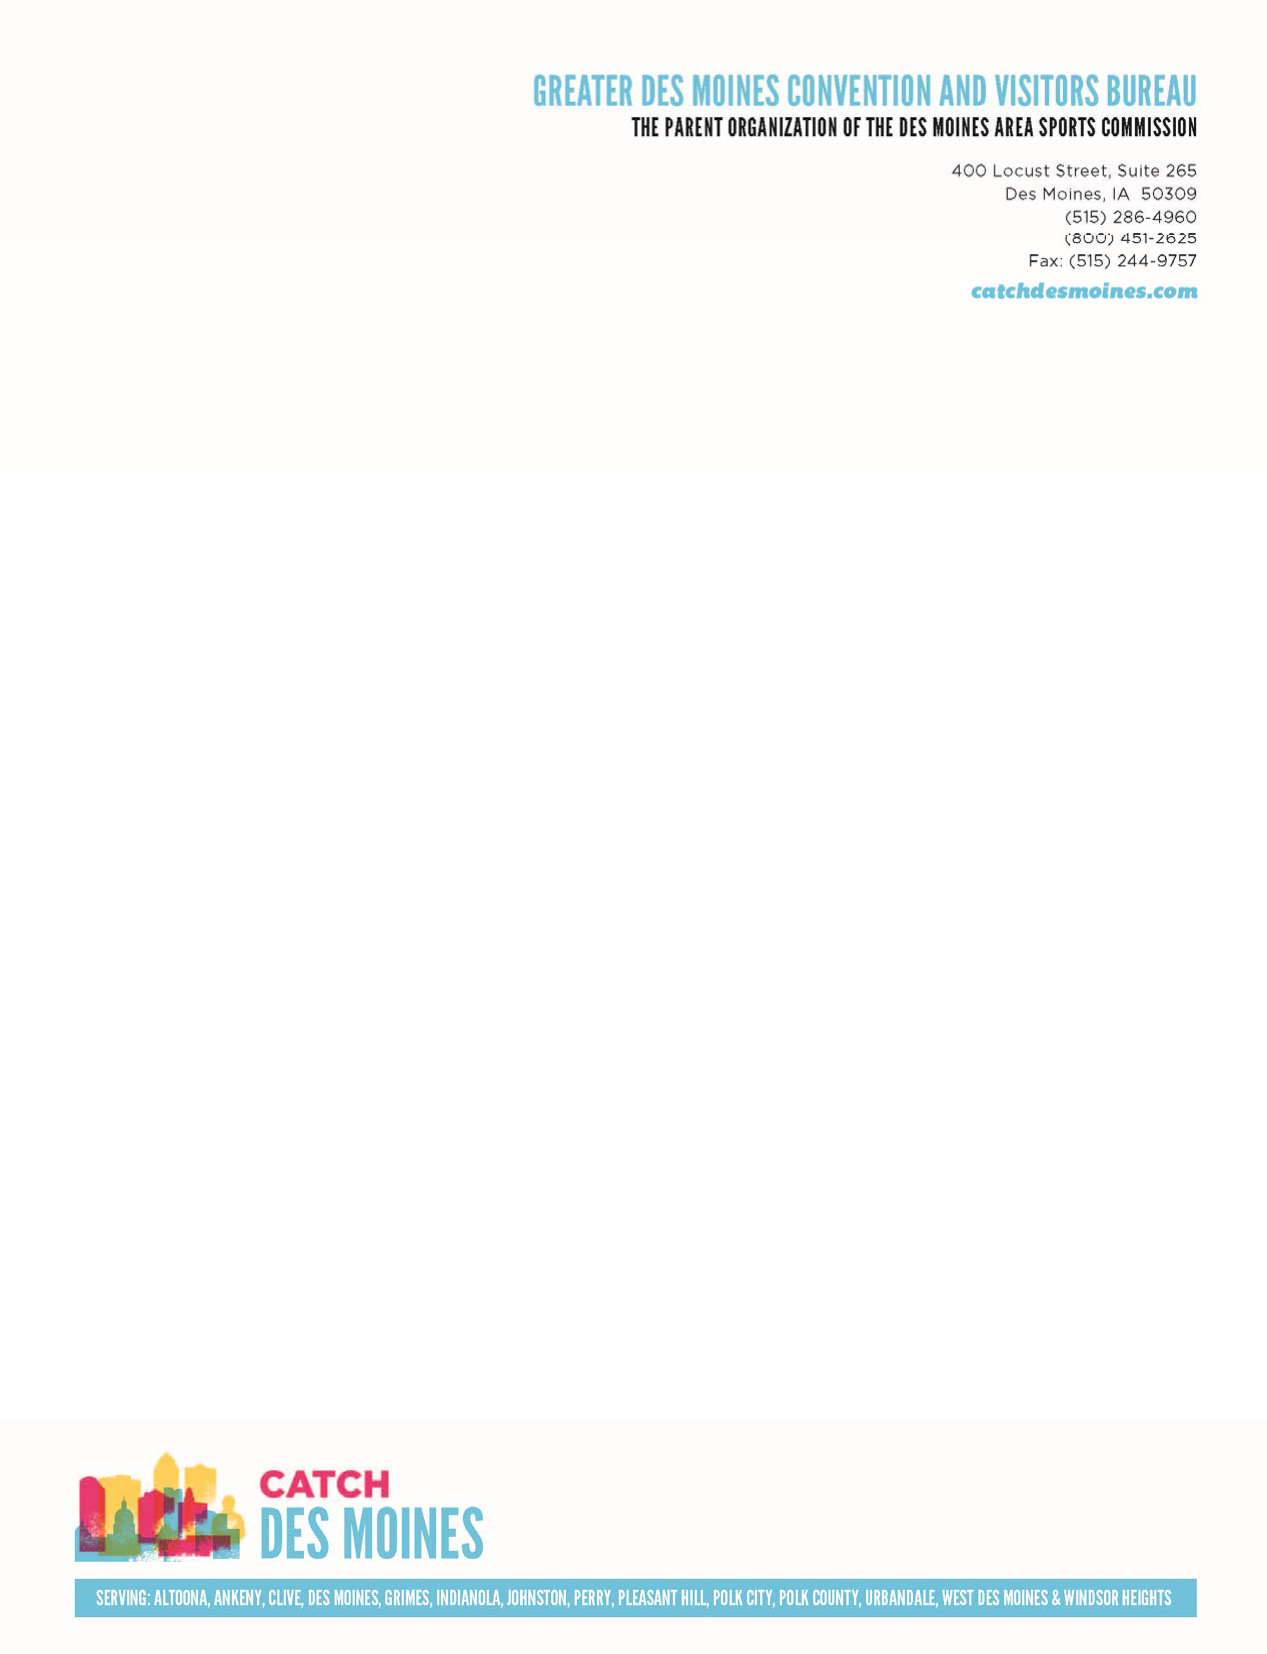 GREATER DES MOINES CONVENTION AND VISITORS BUREAU
THE PARENT ORGANIZATION OF THE DES MOINES AREA SPORTS COMMISSION
400 Locust Street, Suite 265
Des Moines, IA 50309
(515) 286-4960
(800) 451-2625
Fax: (515) 244-9757
catchdesmoines.com
CATCH
DES MOINES
SERVING: ALTOONA, ANKENY, CLIVE, DES MOINES, GRIMES, INDIANOLA, JOHNSTON, PERRY, PLEASANT HILL, POLK CITY, POLK COUNTY, URBANDALE, WEST DES MOINES & WINDSOR HEIGHTS